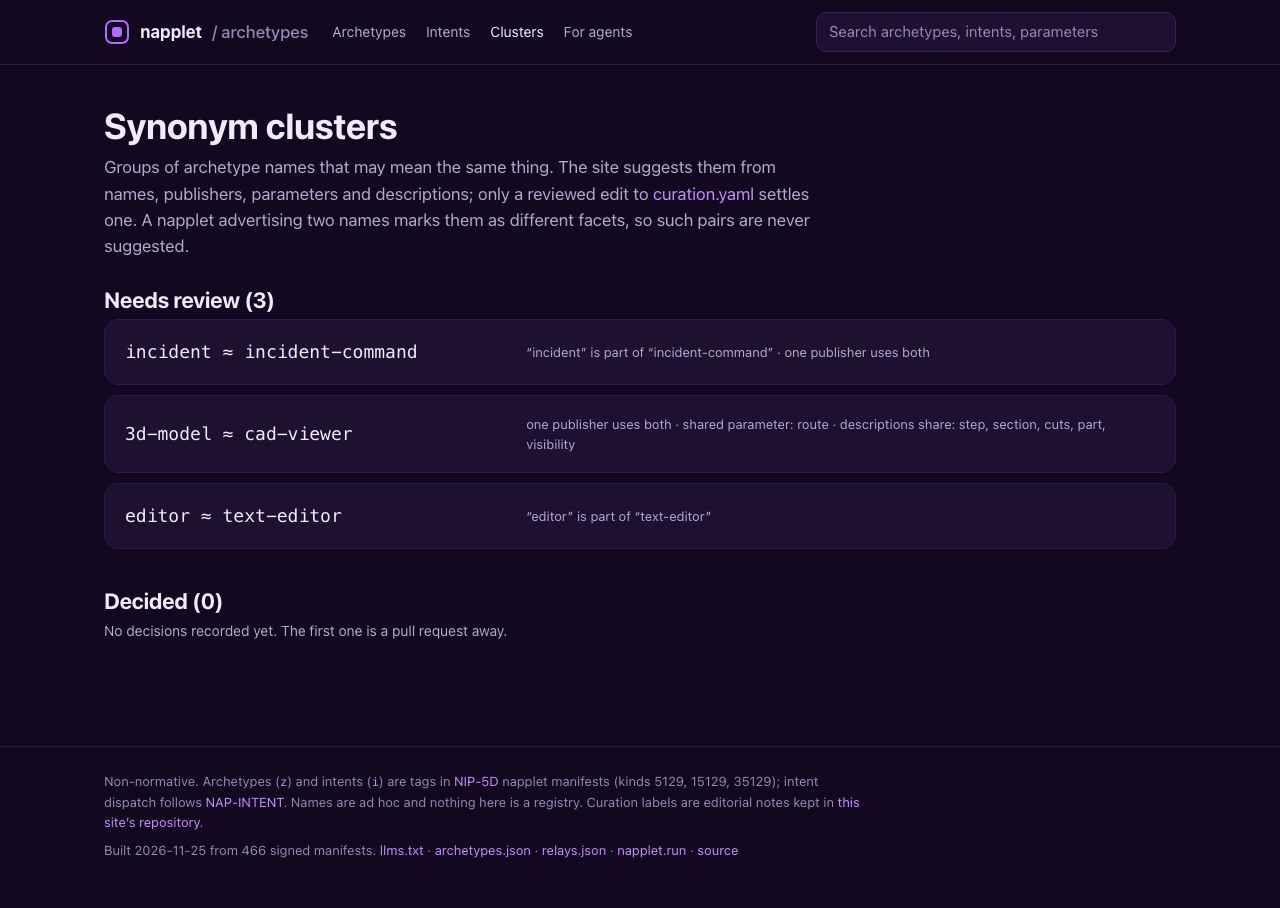 napplet / archetypes Archetypes Intents Clusters For agents Search archetypes, intents, parameters
Synonym clusters
Groups of archetype names that may mean the same thing. The site suggests them from
names, publishers, parameters and descriptions; only a reviewed edit to curation.yaml settles
one. A napplet advertising two names marks them as different facets, so such pairs are never
suggested.
Needs review (3)
incident ≈ incident-command
“incident” is part of “incident-command” · one publisher uses both
3d-model ≈ cad-viewer
one publisher uses both · shared parameter: route · descriptions share: step, section, cuts, part,
visibility
editor ≈ text-editor
“editor” is part of “text-editor”
Decided (0)
No decisions recorded yet. The first one is a pull request away.
Non-normative. Archetypes (z) and intents (i) are tags in NIP-5D napplet manifests (kinds 5129, 15129, 35129); intent
dispatch follows NAP-INTENT. Names are ad hoc and nothing here is a registry. Curation labels are editorial notes kept in this
site's repository.
Built 2026-11-25 from 466 signed manifests. llms.txt · archetypes.json · relays.json · napplet.run · source